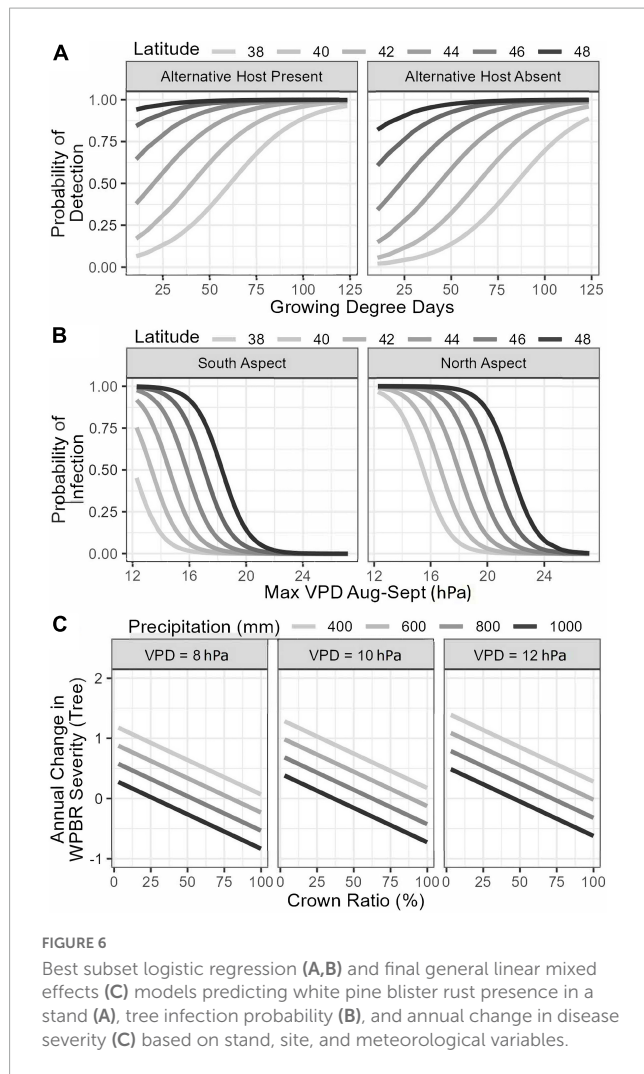 A
Latitude 38 40 42 44 46 48
Alternative Host Present Alternative Host Absent
Probability of
Detection
1.00
0.75
0.50
0.25
0.00
25 50 75 100 125 25 50 75 100 125
Growing Degree Days
B
Latitude 38 40 42 44 46 48
South Aspect North Aspect
Probability of
Infection
1.00
0.75
0.50
0.25
0.00
12 16 20 24 12 16 20 24
Max VPD Aug-Sept (hPa)
C
Precipitation (mm) 400 600 800 1000
VPD = 8 hPa VPD = 10 hPa VPD = 12 hPa
Annual Change in
WPBR Severity (Tree)
2
1
0
-1
0 25 50 75 100 0 25 50 75 100 0 25 50 75 100
Crown Ratio (%)
FIGURE 6
Best subset logistic regression (A,B) and final general linear mixed
effects (C) models predicting white pine blister rust presence in a
stand (A), tree infection probability (B), and annual change in disease
severity (C) based on stand, site, and meteorological variables.